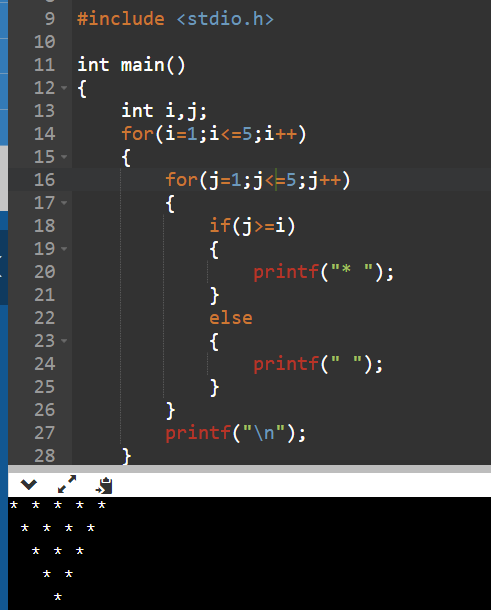 9 #include <stdio.h>
10
11 int main()
12 {
13     int i,j;
14     for(i=1;i<=5;i++)
15     {
16         for(j=1;j<=5;j++)
17         {
18             if(j>=i)
19             {
20                 printf("* ");
21             }
22             else
23             {
24                 printf(" ");
25             }
26         }
27         printf("\n");
28     }
* * * * *
 * * * *
  * * *
   * *
    *